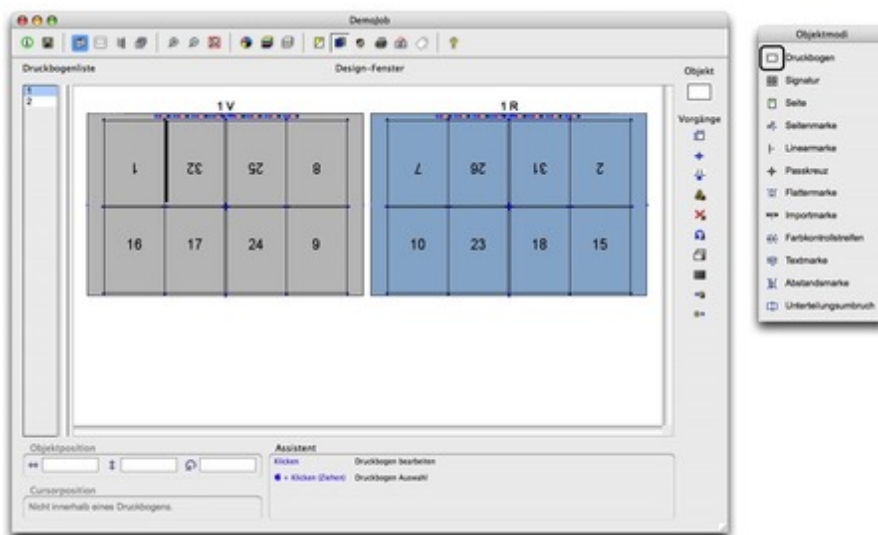 DemoJob
Druckbogenliste
Design-Fenster
Objekt
1
2
1 V
1 R
Vorgänge
1 32 25 8
7 26 31 2
16 17 24 9
10 23 18 15
Objektposition
Cursorposition
Nicht innerhalb eines Druckbogens.
Assistent
Klicken Druckbogen bearbeiten
+ Klicken (Ziehen) Druckbogen Auswahl
Objektmodi
Druckbogen
Signatur
Seite
Seitenmarke
Linearmarke
Passkreuz
Flattermarke
Importmarke
Farbkontrollstreifen
Textmarke
Abstandsmarke
Unterteilungsumbruch